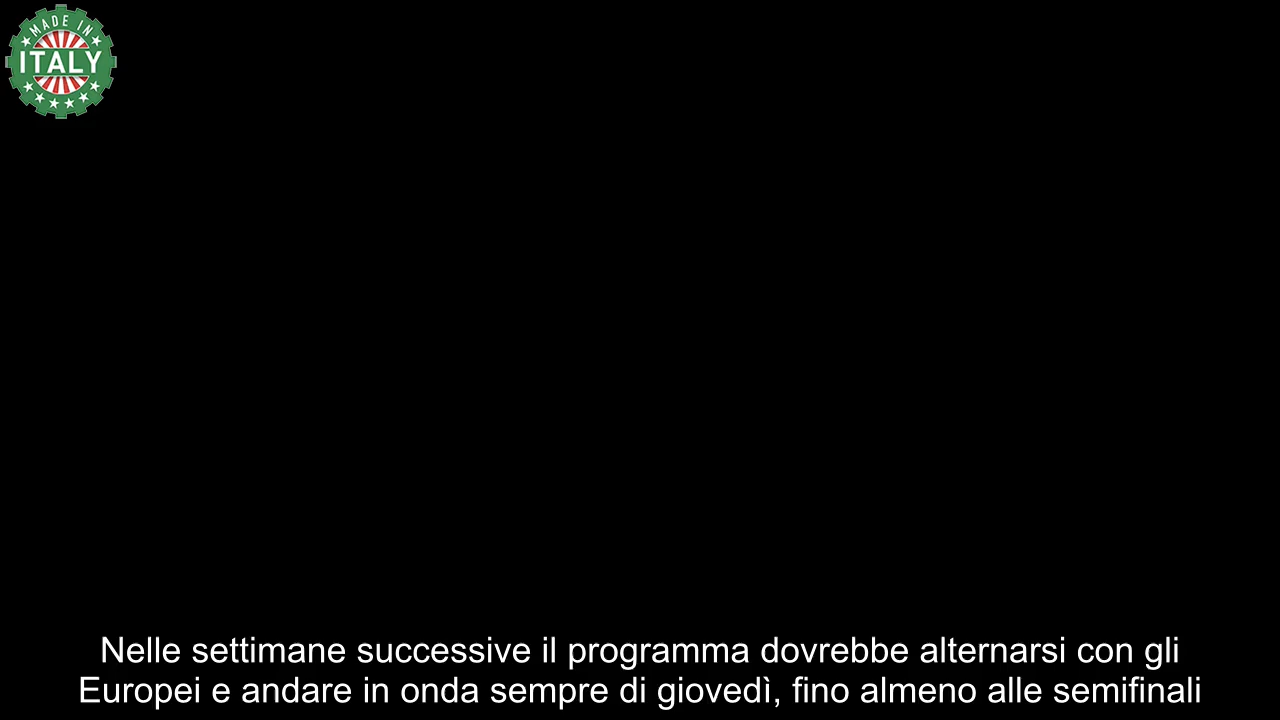 MADE IN
ITALY
Nelle settimane successive il programma dovrebbe alternarsi con gli
Europei e andare in onda sempre di giovedì, fino almeno alle semifinali